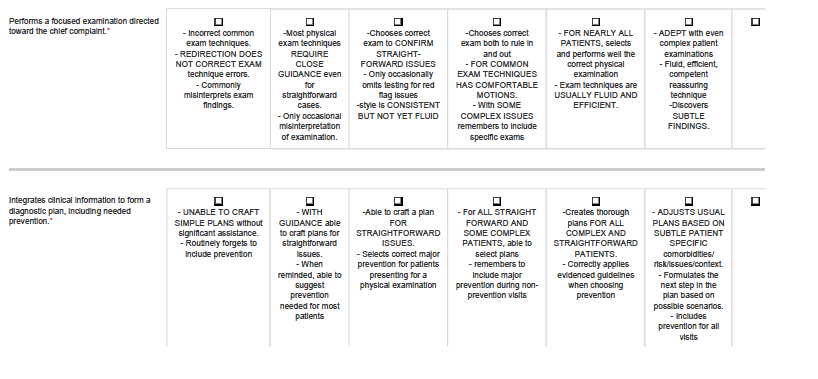 Performs a focused examination directed
toward the chief complaint.*
- Incorrect common
exam techniques.
- REDIRECTION DOES
NOT CORRECT EXAM
technique errors.
- Commonly
misinterprets exam
findings.
-Most physical
exam techniques
REQUIRE
CLOSE
GUIDANCE even
for
straightforward
cases.
- Only occasional
misinterpretation
of examination.
-Chooses correct
exam to CONFIRM
STRAIGHT-
FORWARD ISSUES
- Only occasionally
omits testing for red
flag issues
-style is CONSISTENT
BUT NOT YET FLUID
-Chooses correct
exam both to rule in
and out
- FOR COMMON
EXAM TECHNIQUES
HAS COMFORTABLE
MOTIONS.
- With SOME
COMPLEX ISSUES
remembers to include
specific exams
- FOR NEARLY ALL
PATIENTS, selects
and performs well the
correct physical
examination
- Exam techniques are
USUALLY FLUID AND
EFFICIENT.
- ADEPT with even
complex patient
examinations
- Fluid, efficient,
competent
reassuring
technique
-Discovers
SUBTLE
FINDINGS.
Integrates clinical information to form a
diagnostic plan, including needed
prevention.*
- UNABLE TO CRAFT
SIMPLE PLANS without
significant assistance.
- Routinely forgets to
include prevention
- WITH
GUIDANCE able
to craft plans for
straightforward
issues.
- When
reminded, able to
suggest
prevention
needed for most
patients
-Able to craft a plan
FOR
STRAIGHTFORWARD
ISSUES.
- Selects correct major
prevention for patients
presenting for a
physical examination
- For ALL STRAIGHT
FORWARD AND
SOME COMPLEX
PATIENTS, able to
select plans
- remembers to
include major
prevention during non-
prevention visits
-Creates thorough
plans FOR ALL
COMPLEX AND
STRAIGHTFORWARD
PATIENTS.
- Correctly applies
evidenced guidelines
when choosing
prevention
- ADJUSTS USUAL
PLANS BASED ON
SUBTLE PATIENT
SPECIFIC
comorbidities/
risk/issues/context.
- Formulates the
next step in the
plan based on
possible scenarios.
- Includes
prevention for all
visits